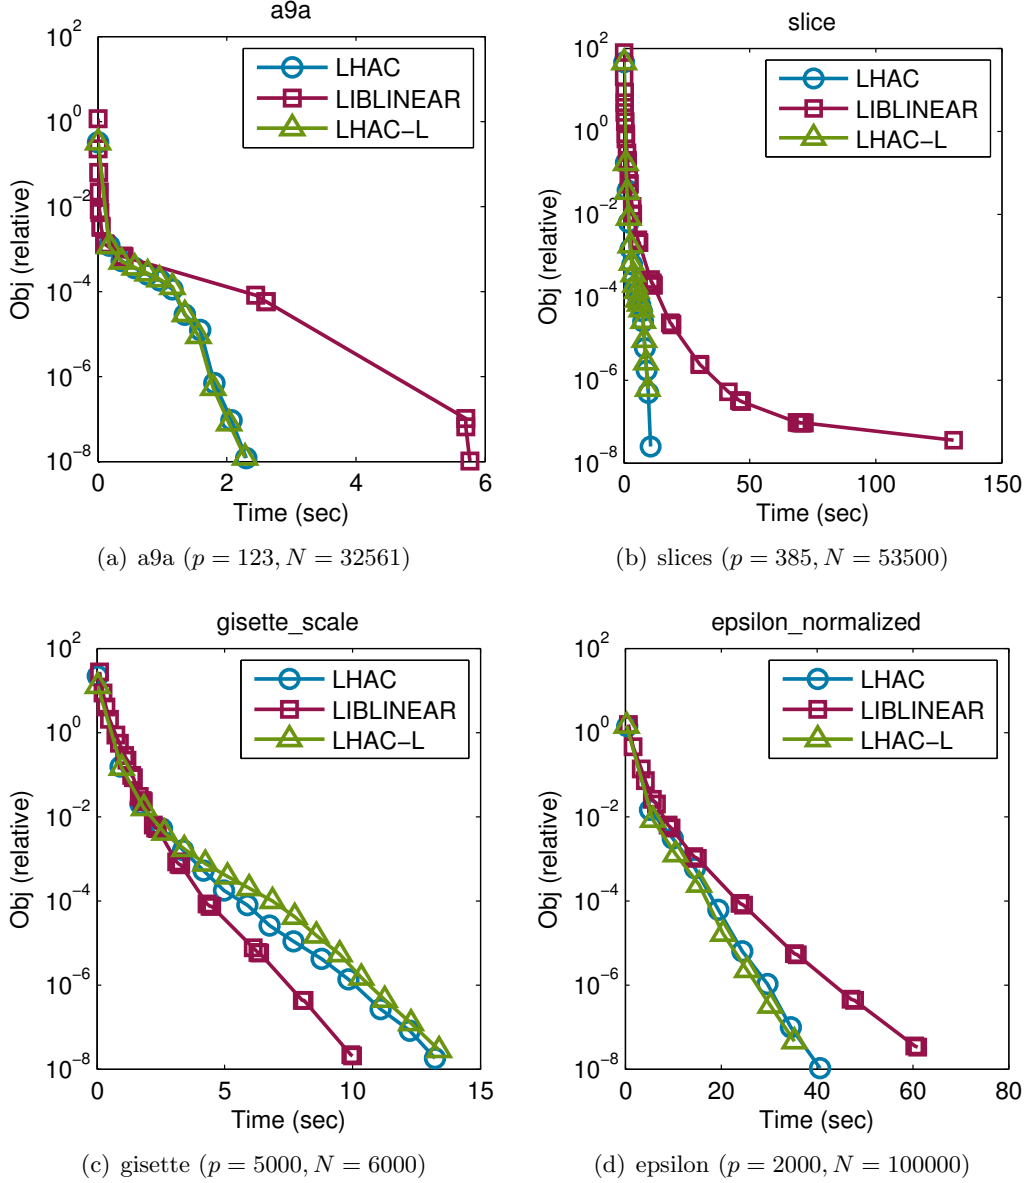 a9a
10^2
10^0
10^−2
10^−4
10^−6
10^−8
Obj (relative)
0
2
4
6
Time (sec)
LHAC
LIBLINEAR
LHAC−L
(a) a9a (p = 123, N = 32561)
slice
10^2
10^0
10^−2
10^−4
10^−6
10^−8
Obj (relative)
0
50
100
150
Time (sec)
LHAC
LIBLINEAR
LHAC−L
(b) slices (p = 385, N = 53500)
gisette_scale
10^2
10^0
10^−2
10^−4
10^−6
10^−8
Obj (relative)
0
5
10
15
Time (sec)
LHAC
LIBLINEAR
LHAC−L
(c) gisette (p = 5000, N = 6000)
epsilon_normalized
10^2
10^0
10^−2
10^−4
10^−6
10^−8
Obj (relative)
0
20
40
60
80
Time (sec)
LHAC
LIBLINEAR
LHAC−L
(d) epsilon (p = 2000, N = 100000)